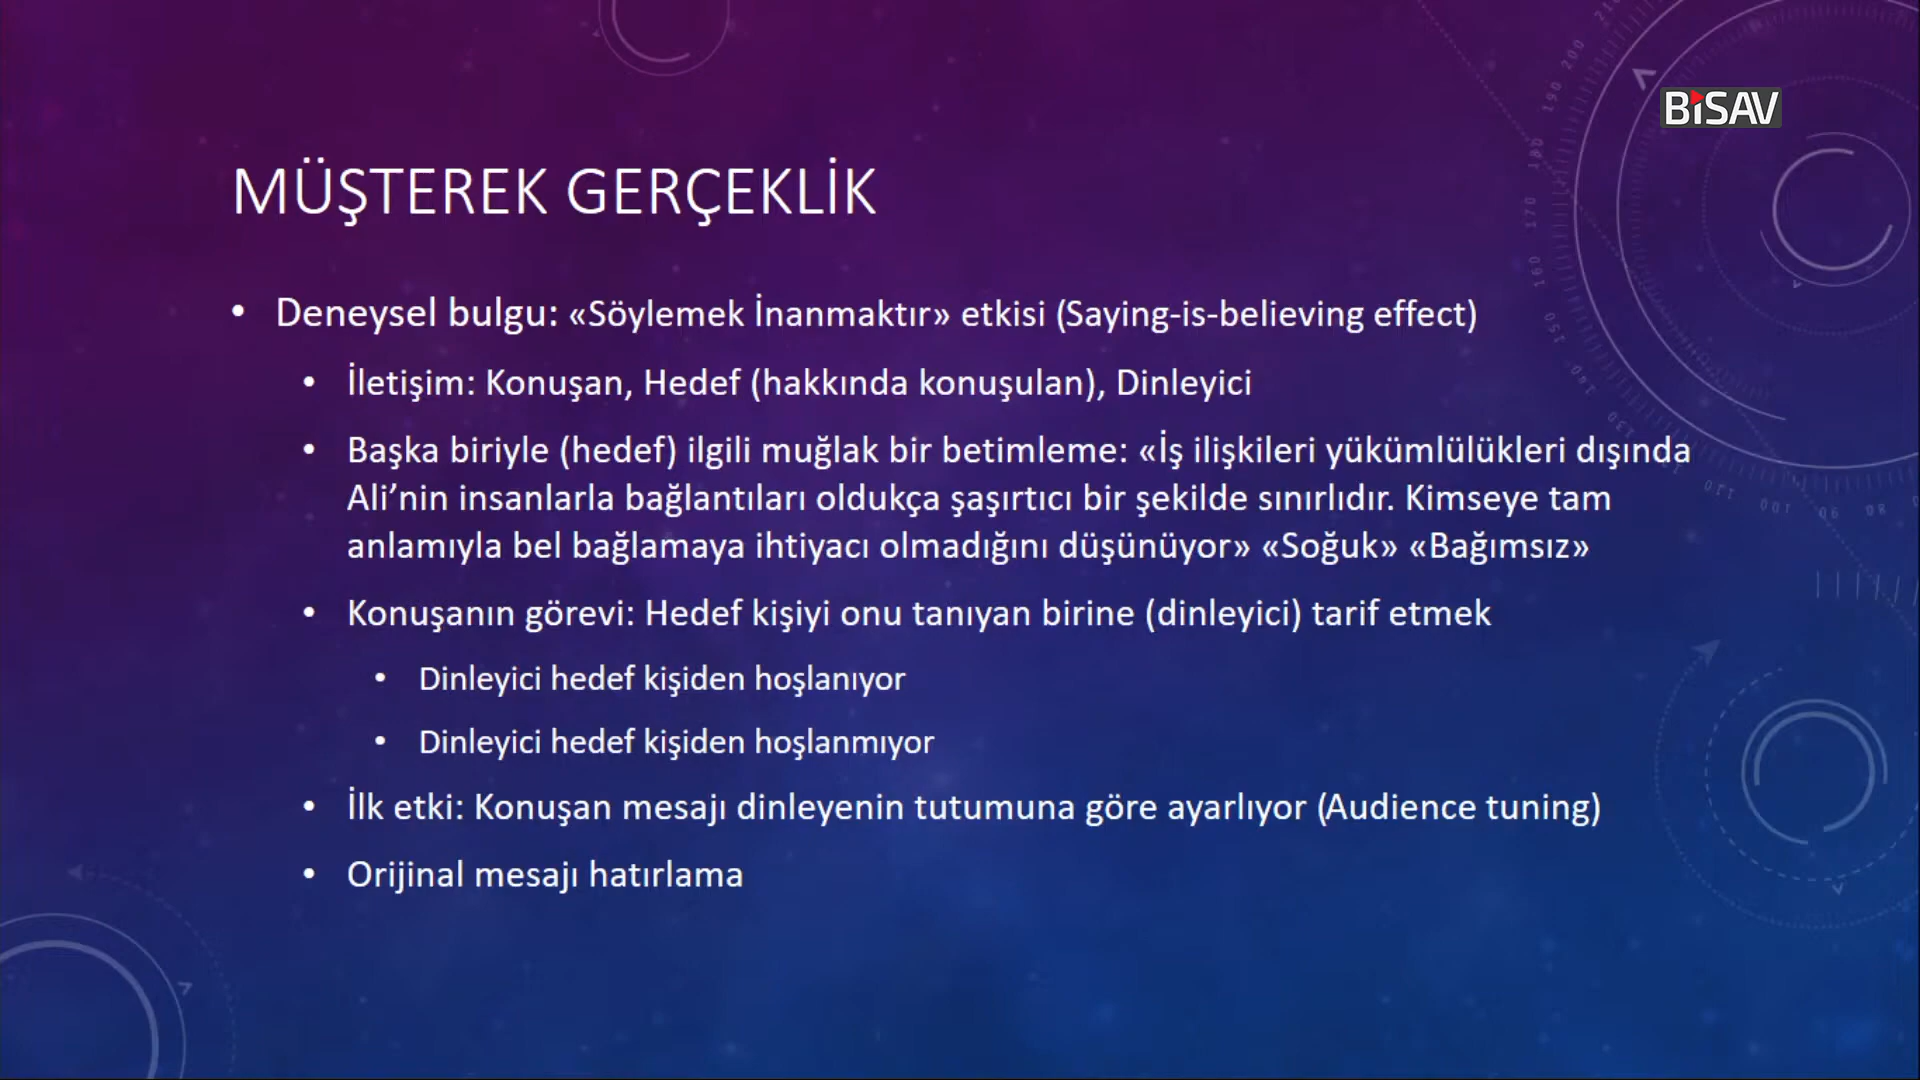 BİSAV
MÜŞTEREK GERÇEKLİK
• Deneysel bulgu: «Söylemek İnanmaktır» etkisi (Saying-is-believing effect)
• İletişim: Konuşan, Hedef (hakkında konuşulan), Dinleyici
• Başka biriyle (hedef) ilgili muğlak bir betimleme: «İş ilişkileri yükümlülükleri dışında
Ali’nin insanlarla bağlantıları oldukça şaşırtıcı bir şekilde sınırlıdır. Kimseye tam
anlamıyla bel bağlamaya ihtiyacı olmadığını düşünüyor» «Soğuk» «Bağımsız»
• Konuşanın görevi: Hedef kişiyi onu tanıyan birine (dinleyici) tarif etmek
• Dinleyici hedef kişiden hoşlanıyor
• Dinleyici hedef kişiden hoşlanmıyor
• İlk etki: Konuşan mesajı dinleyenin tutumuna göre ayarlıyor (Audience tuning)
• Orijinal mesajı hatırlama